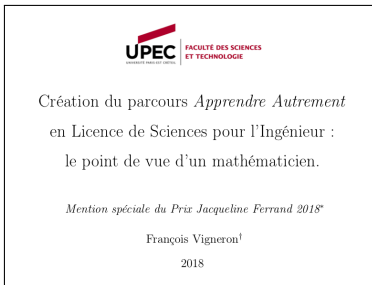 UPEC
UNIVERSITÉ PARIS-EST CRÉTEIL
FACULTÉ DES SCIENCES
ET TECHNOLOGIE
Création du parcours Apprendre Autrement
en Licence de Sciences pour l'Ingénieur :
le point de vue d'un mathématicien.
Mention spéciale du Prix Jacqueline Ferrand 2018*
François Vigneron†
2018